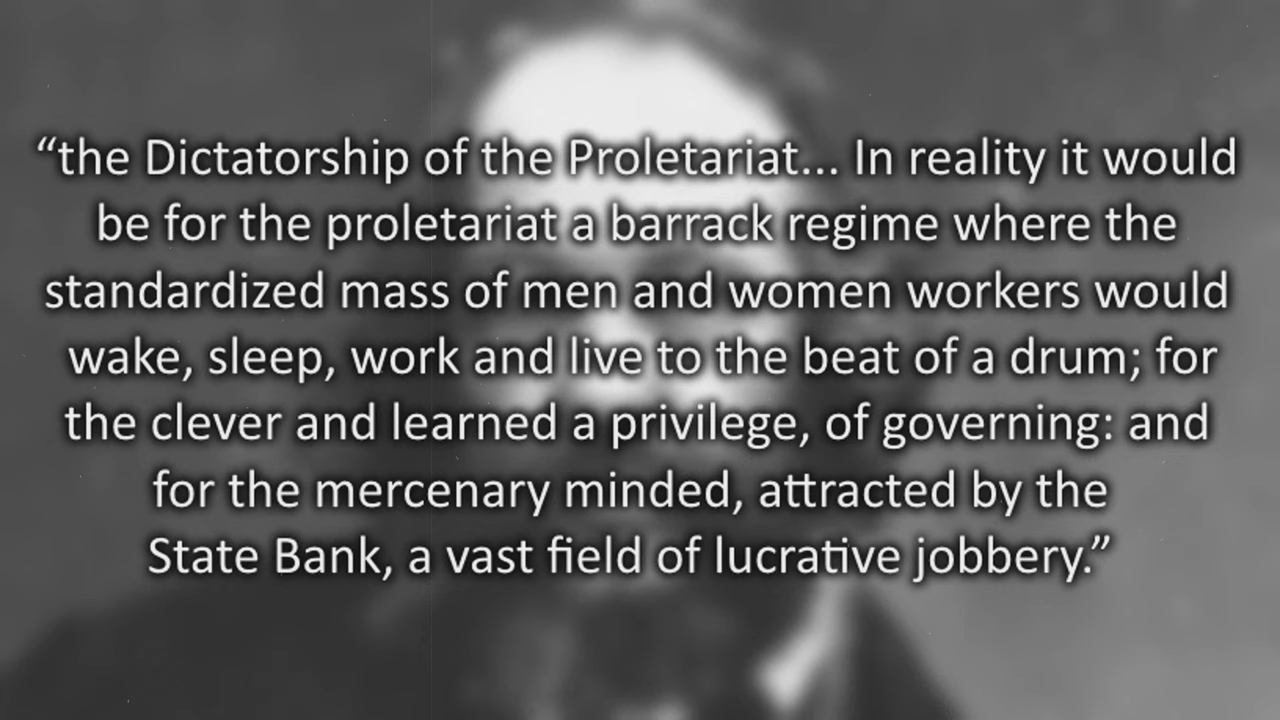 “the Dictatorship of the Proletariat... In reality it would
be for the proletariat a barrack regime where the
standardized mass of men and women workers would
wake, sleep, work and live to the beat of a drum; for
the clever and learned a privilege, of governing: and
for the mercenary minded, attracted by the
State Bank, a vast field of lucrative jobbery.”